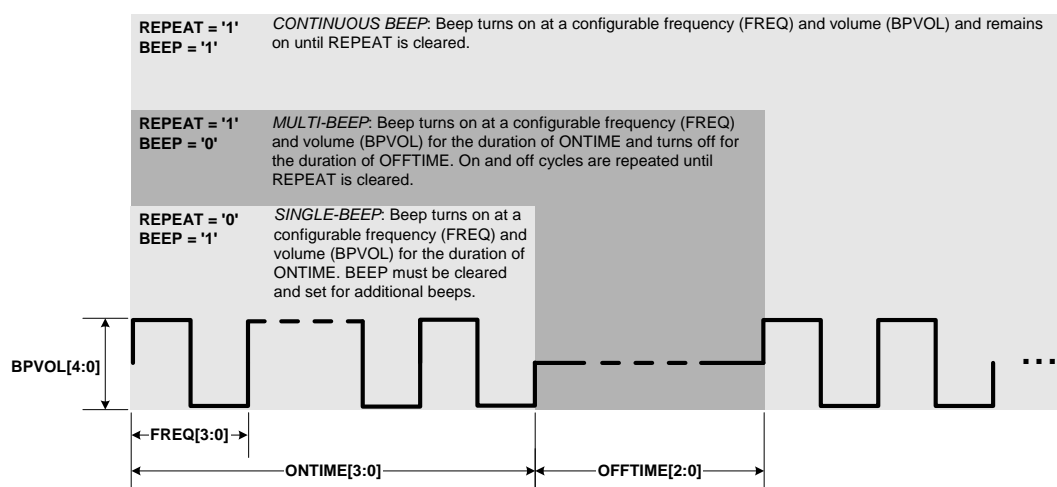 REPEAT = '1'
BEEP = '1'
CONTINUOUS BEEP: Beep turns on at a configurable frequency (FREQ) and volume (BPVOL) and remains
on until REPEAT is cleared.
REPEAT = '1'
BEEP = '0'
MULTI-BEEP: Beep turns on at a configurable frequency (FREQ)
and volume (BPVOL) for the duration of ONTIME and turns off for
the duration of OFFTIME. On and off cycles are repeated until
REPEAT is cleared.
REPEAT = '0'
BEEP = '1'
SINGLE-BEEP: Beep turns on at a
configurable frequency (FREQ) and
volume (BPVOL) for the duration of
ONTIME. BEEP must be cleared
and set for additional beeps.
BPVOL[4:0]
...
FREQ[3:0]
ONTIME[3:0]
OFFTIME[2:0]